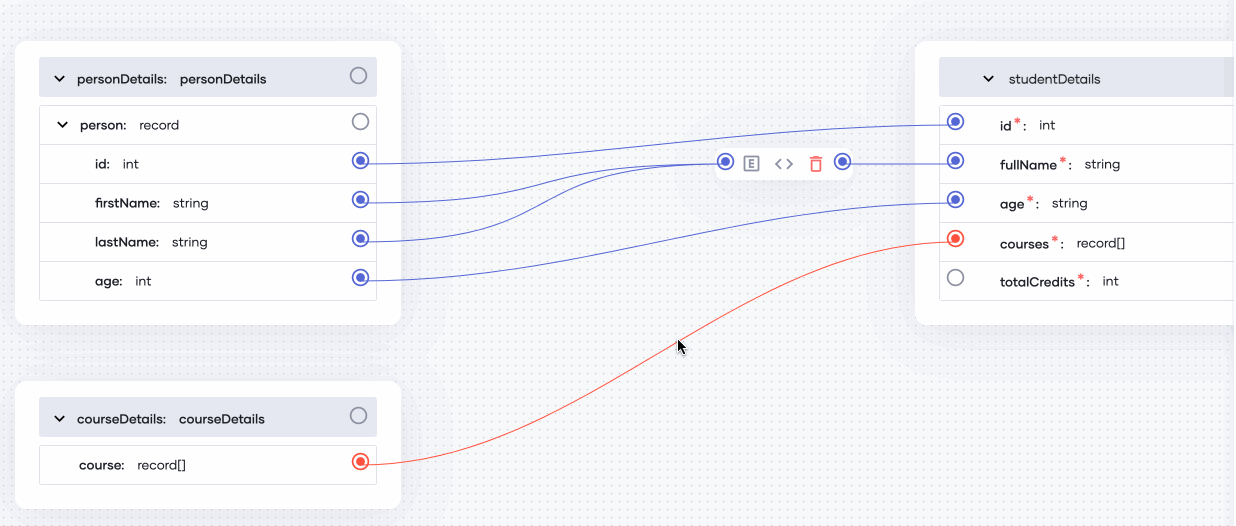 personDetails: personDetails
person: record
id: int
firstName: string
lastName: string
age: int
courseDetails: courseDetails
course: record[]
E <>
studentDetails
id*: int
fullName*: string
age*: string
courses*: record[]
totalCredits*: int